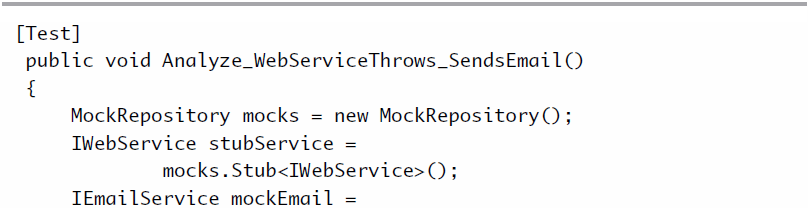 [Test]
public void Analyze_WebServiceThrows_SendsEmail()
{
MockRepository mocks = new MockRepository();
IWebService stubService =
mocks.Stub<IWebService>();
IEmailService mockEmail =